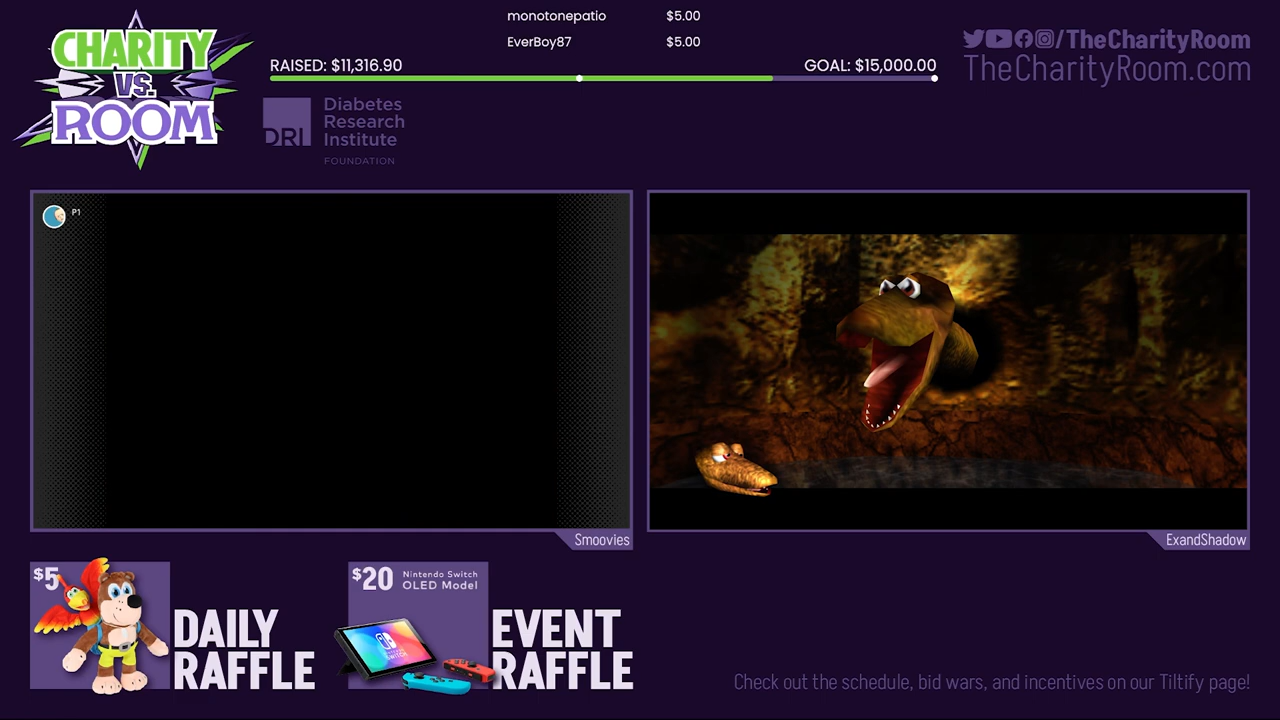 CHARITY
VS.
ROOM
monotonepatio $5.00
EverBoy87 $5.00
RAISED: $11,316.90 GOAL: $15,000.00
/TheCharityRoom
TheCharityRoom.com
DRI
Diabetes
Research
Institute
FOUNDATION
P1
Smoovies
ExandShadow
$5
DAILY
RAFFLE
$20 Nintendo Switch
OLED Model
EVENT
RAFFLE
Check out the schedule, bid wars, and incentives on our Tiltify page!